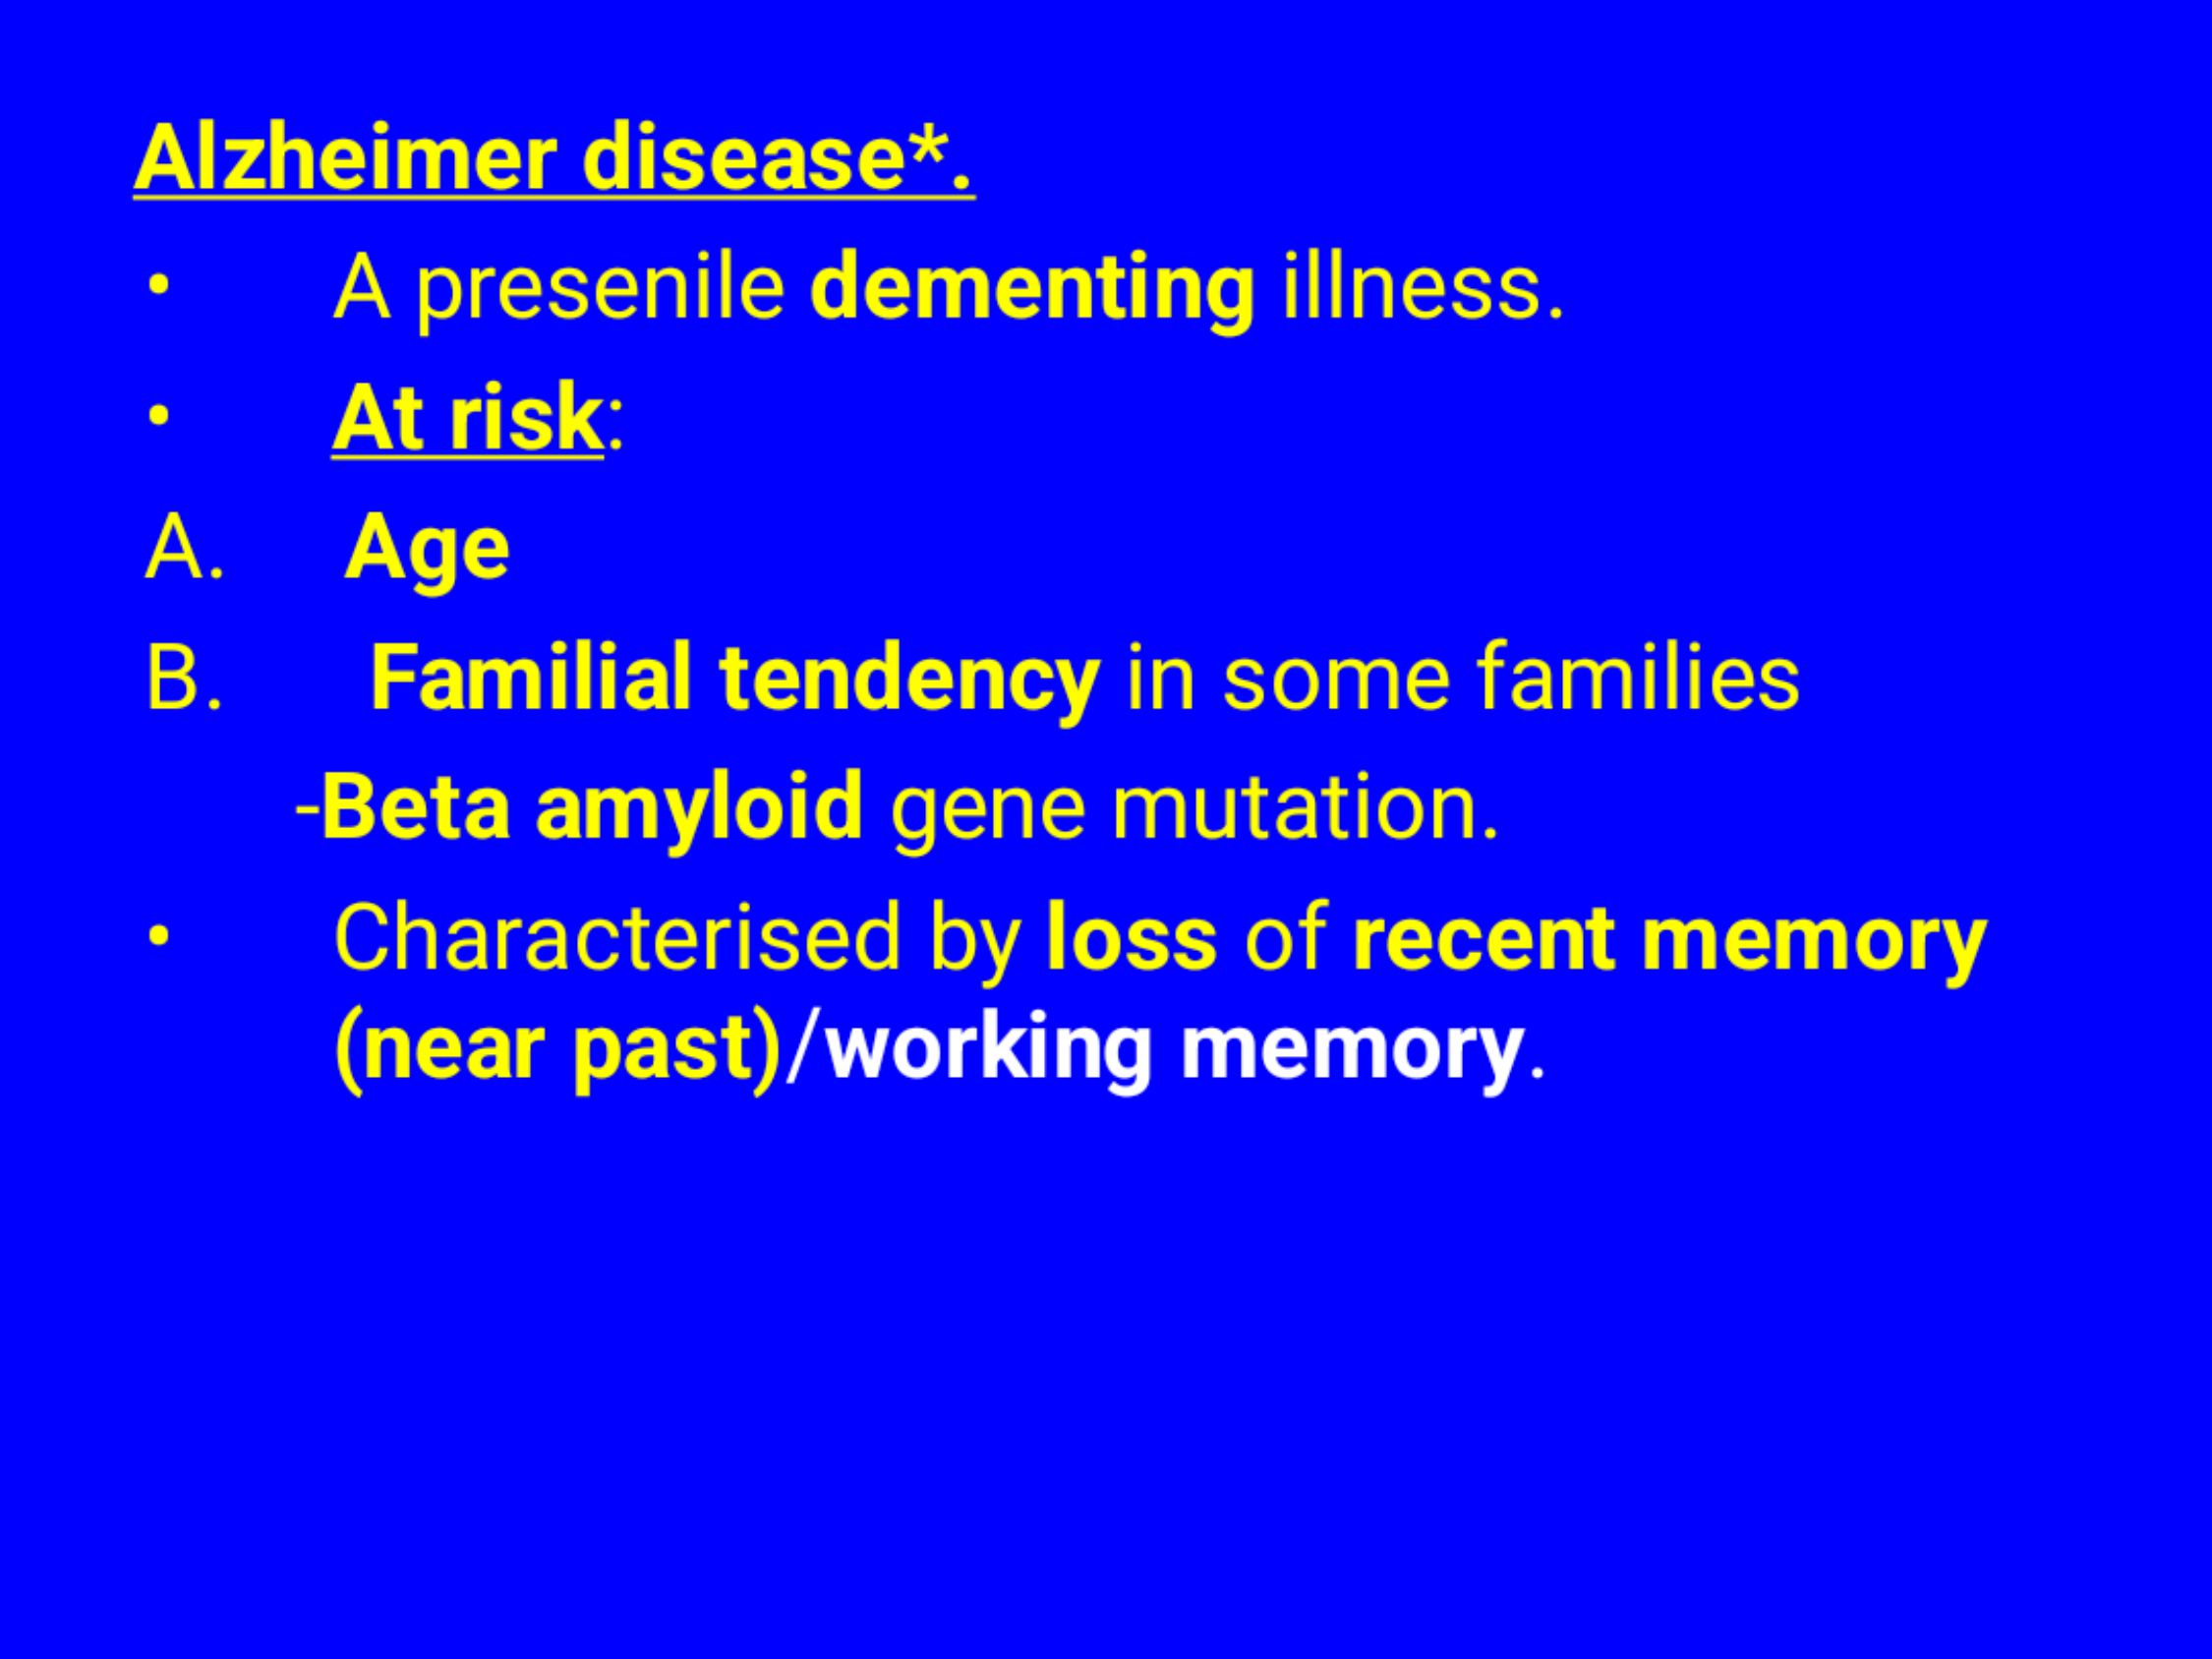 Alzheimer disease*.
• A presenile dementing illness.
• At risk:
A. Age
B. Familial tendency in some families
-Beta amyloid gene mutation.
• Characterised by loss of recent memory
(near past)/working memory.